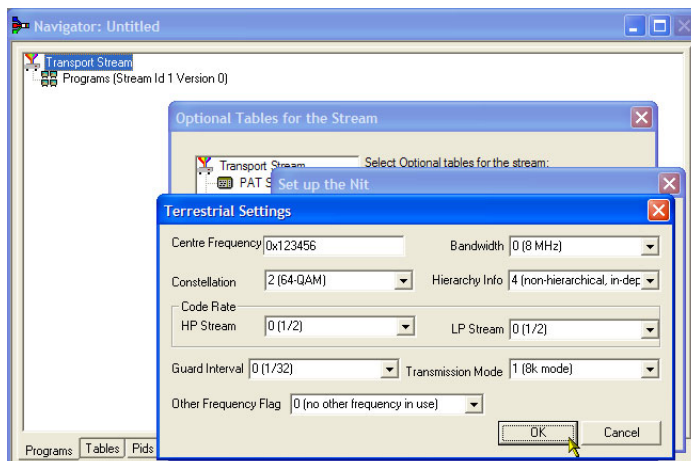 Navigator: Untitled
Transport Stream
Programs (Stream Id 1 Version 0)
Optional Tables for the Stream
Transport Stream
Select Optional tables for the stream:
PAT S
Set up the Nit
Terrestrial Settings
Centre Frequency 0x123456 Bandwidth 0 (8 MHz)
Constellation 2 (64-QAM) Hierarchy Info 4 (non-hierarchical, in-dep
Code Rate
HP Stream 0 (1/2) LP Stream 0 (1/2)
Guard Interval 0 (1/32) Transmission Mode 1 (8k mode)
Other Frequency Flag 0 (no other frequency in use)
OK Cancel
Programs Tables Pids